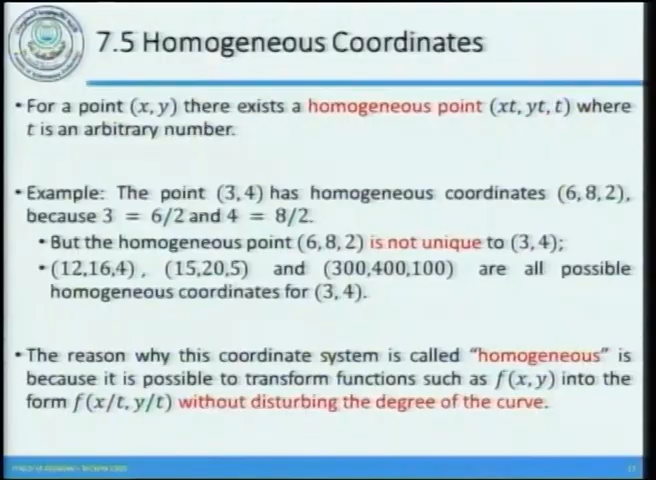 7.5 Homogeneous Coordinates
• For a point (x, y) there exists a homogeneous point (xt, yt, t) where
t is an arbitrary number.
• Example: The point (3, 4) has homogeneous coordinates (6, 8, 2),
because 3 = 6/2 and 4 = 8/2.
• But the homogeneous point (6, 8, 2) is not unique to (3, 4);
• (12,16,4), (15,20,5) and (300,400,100) are all possible
homogeneous coordinates for (3, 4).
• The reason why this coordinate system is called "homogeneous" is
because it is possible to transform functions such as f(x, y) into the
form f(x/t, y/t) without disturbing the degree of the curve.